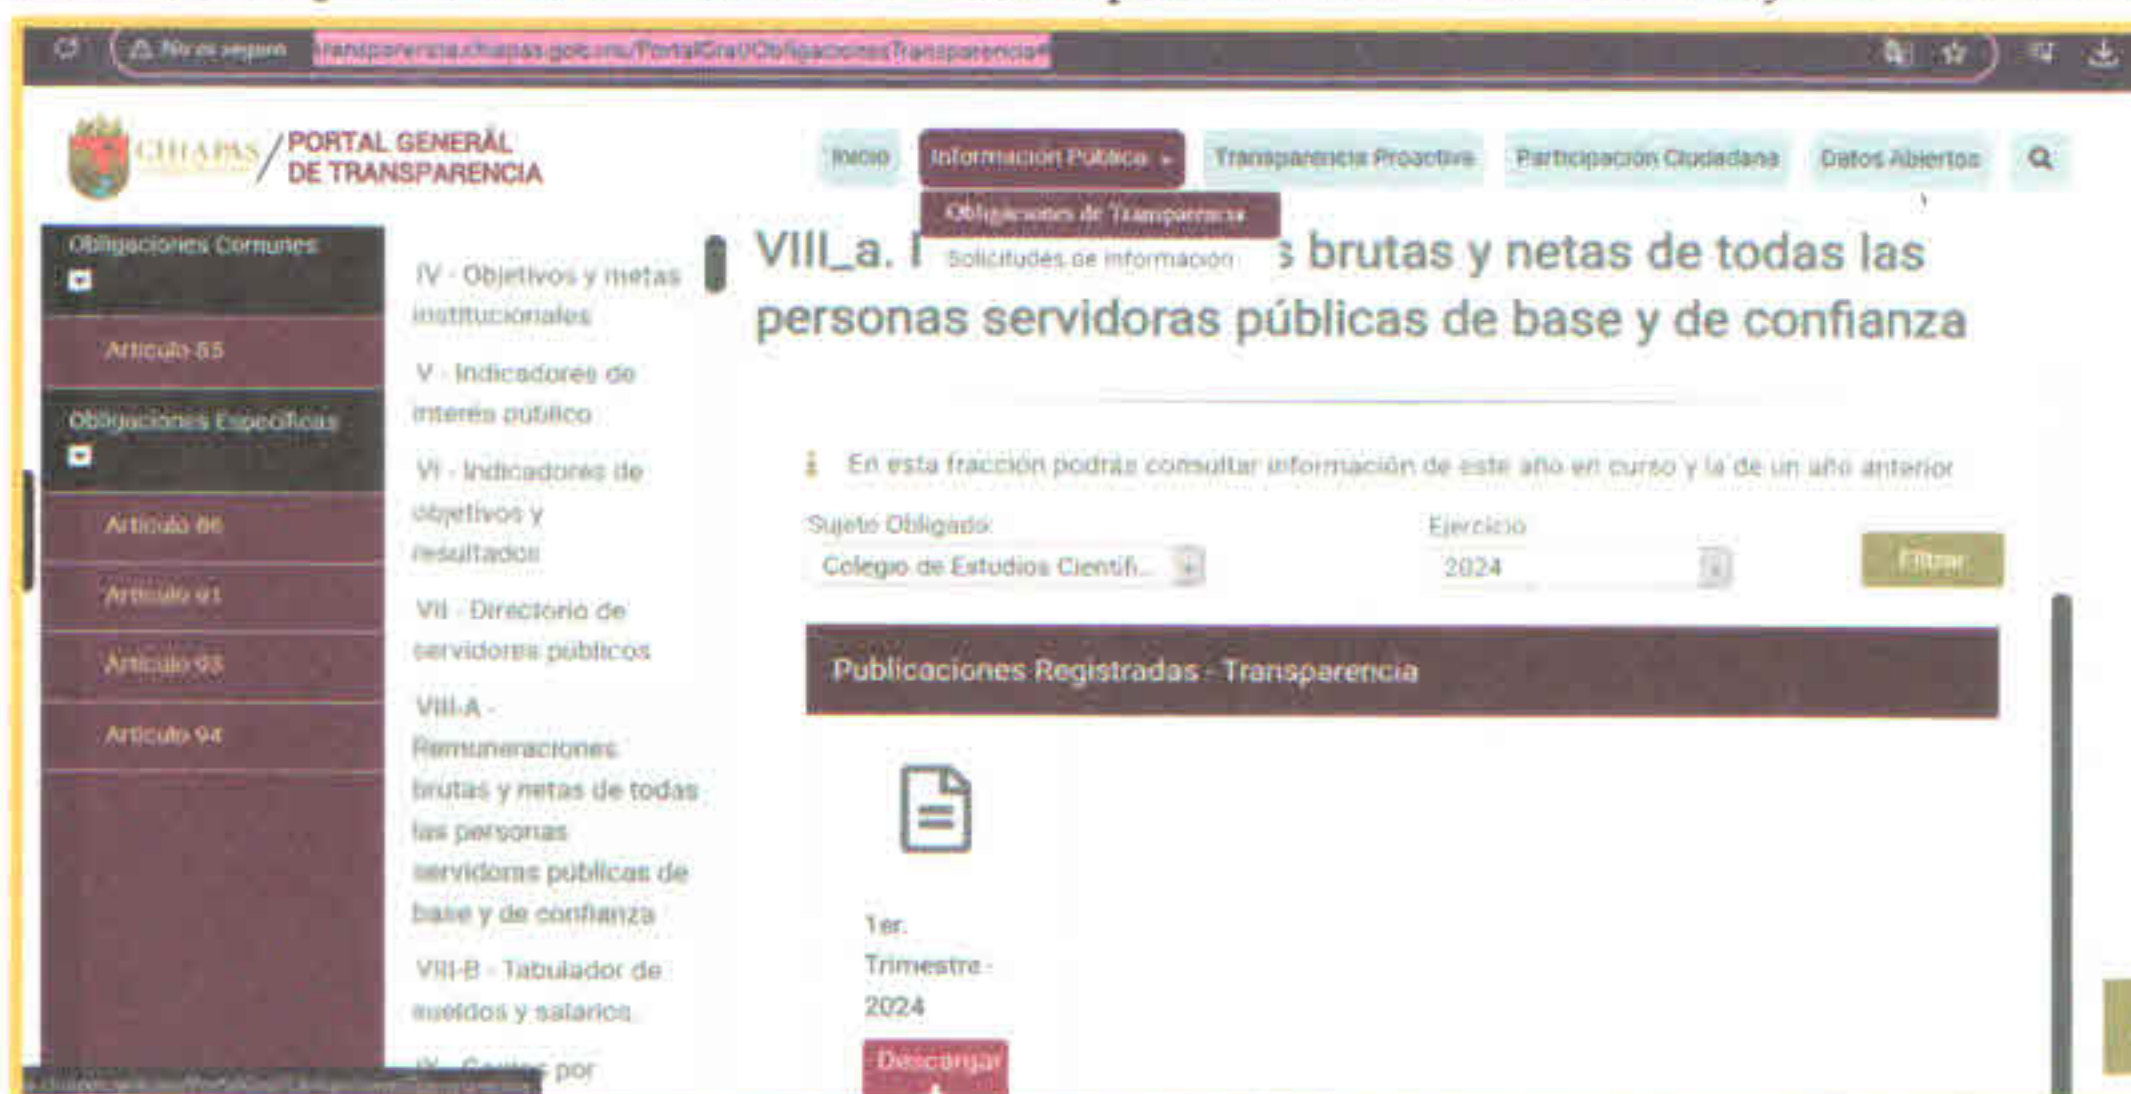 No es seguro transparencia.chiapas.gob.mx/PortalGral/ObligacionesTransparencia#
CHIAPAS
PORTAL GENERAL
DE TRANSPARENCIA
Inicio
Información Pública
Transparencia Proactiva
Participación Ciudadana
Datos Abiertos
Obligaciones de Transparencia
Solicitudes de información
Obligaciones Comunes
Artículo 85
Obligaciones Específicas
Artículo 86
Artículo 91
Artículo 93
Artículo 94
IV - Objetivos y metas
institucionales
V - Indicadores de
interés público
VI - Indicadores de
objetivos y
resultados
VII - Directorio de
servidores públicos
VIII-A -
Remuneraciones
brutas y netas de todas
las personas
servidoras públicas de
base y de confianza
VIII-B - Tabulador de
sueldos y salarios
por
VIII_a. brutas y netas de todas las
personas servidoras públicas de base y de confianza
En esta fracción podrás consultar información de este año en curso y la de un año anterior
Sujeto Obligado:
Colegio de Estudios Científi...
Ejercicio
2024
Filtrar
Publicaciones Registradas - Transparencia
1er.
Trimestre -
2024
Descargar